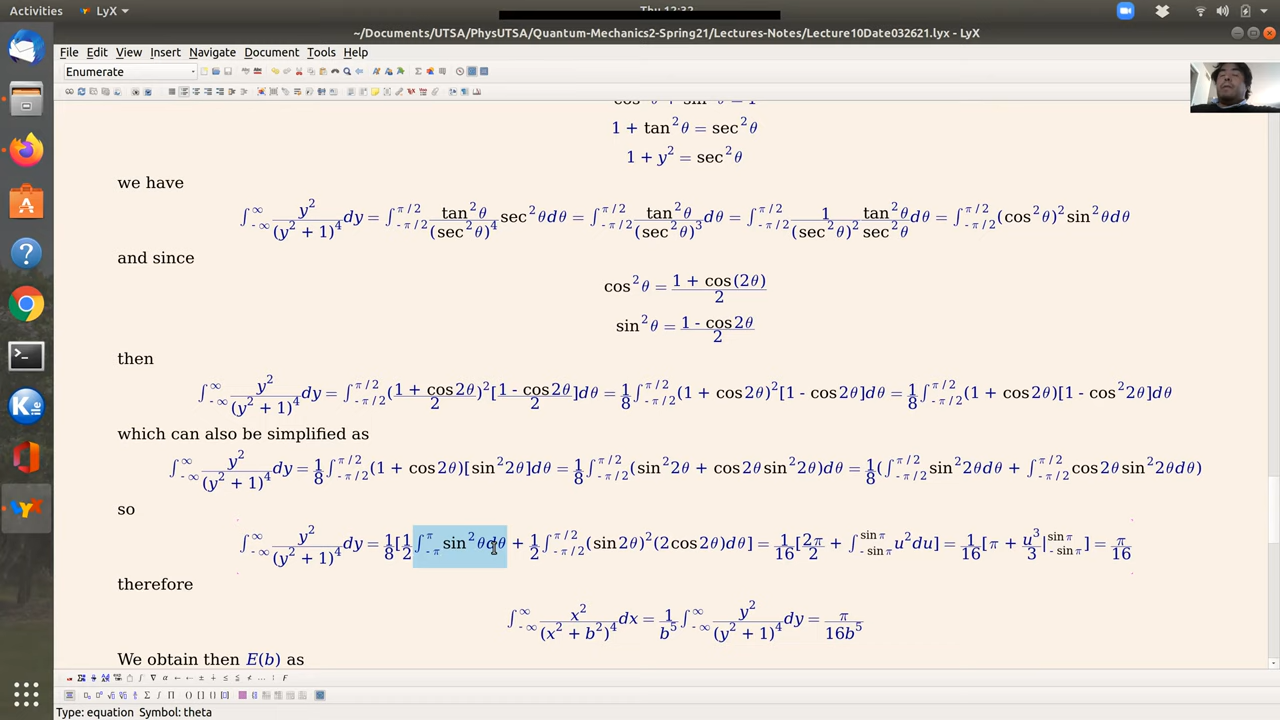 Activities LyX Thu 12:32
~/Documents/UTSA/PhysUTSA/Quantum-Mechanics2-Spring21/Lectures-Notes/Lecture10Date032621.lyx - LyX
File Edit View Insert Navigate Document Tools Help
Enumerate
1 + tan²θ = sec²θ
1 + y² = sec²θ
we have
∫_{-∞}^{∞} y²/(y² + 1)⁴ dy = ∫_{-π/2}^{π/2} tan²θ/(sec²θ)⁴ sec²θdθ = ∫_{-π/2}^{π/2} tan²θ/(sec²θ)³ dθ = ∫_{-π/2}^{π/2} 1/(sec²θ)² tan²θ/sec²θ dθ = ∫_{-π/2}^{π/2} (cos²θ)² sin²θdθ
and since
cos²θ = (1 + cos(2θ))/2
sin²θ = (1 - cos2θ)/2
then
∫_{-∞}^{∞} y²/(y² + 1)⁴ dy = ∫_{-π/2}^{π/2} ((1 + cos2θ)/2)² [(1 - cos2θ)/2]dθ = 1/8 ∫_{-π/2}^{π/2} (1 + cos2θ)²[1 - cos2θ]dθ = 1/8 ∫_{-π/2}^{π/2} (1 + cos2θ)[1 - cos²2θ]dθ
which can also be simplified as
∫_{-∞}^{∞} y²/(y² + 1)⁴ dy = 1/8 ∫_{-π/2}^{π/2} (1 + cos2θ)[sin²2θ]dθ = 1/8 ∫_{-π/2}^{π/2} (sin²2θ + cos2θsin²2θ)dθ = 1/8 (∫_{-π/2}^{π/2} sin²2θdθ + ∫_{-π/2}^{π/2} cos2θsin²2θdθ)
so
∫_{-∞}^{∞} y²/(y² + 1)⁴ dy = 1/8 [1/2 ∫_{-π}^{π} sin²θdθ + 1/2 ∫_{-π/2}^{π/2} (sin2θ)²(2cos2θ)dθ] = 1/16 [2π/2 + ∫_{-sinπ}^{sinπ} u²du] = 1/16 [π + u³/3 |_{-sinπ}^{sinπ}] = π/16
therefore
∫_{-∞}^{∞} x²/(x² + b²)⁴ dx = 1/b⁵ ∫_{-∞}^{∞} y²/(y² + 1)⁴ dy = π/16b⁵
We obtain then E(b) as
Type: equation Symbol: theta